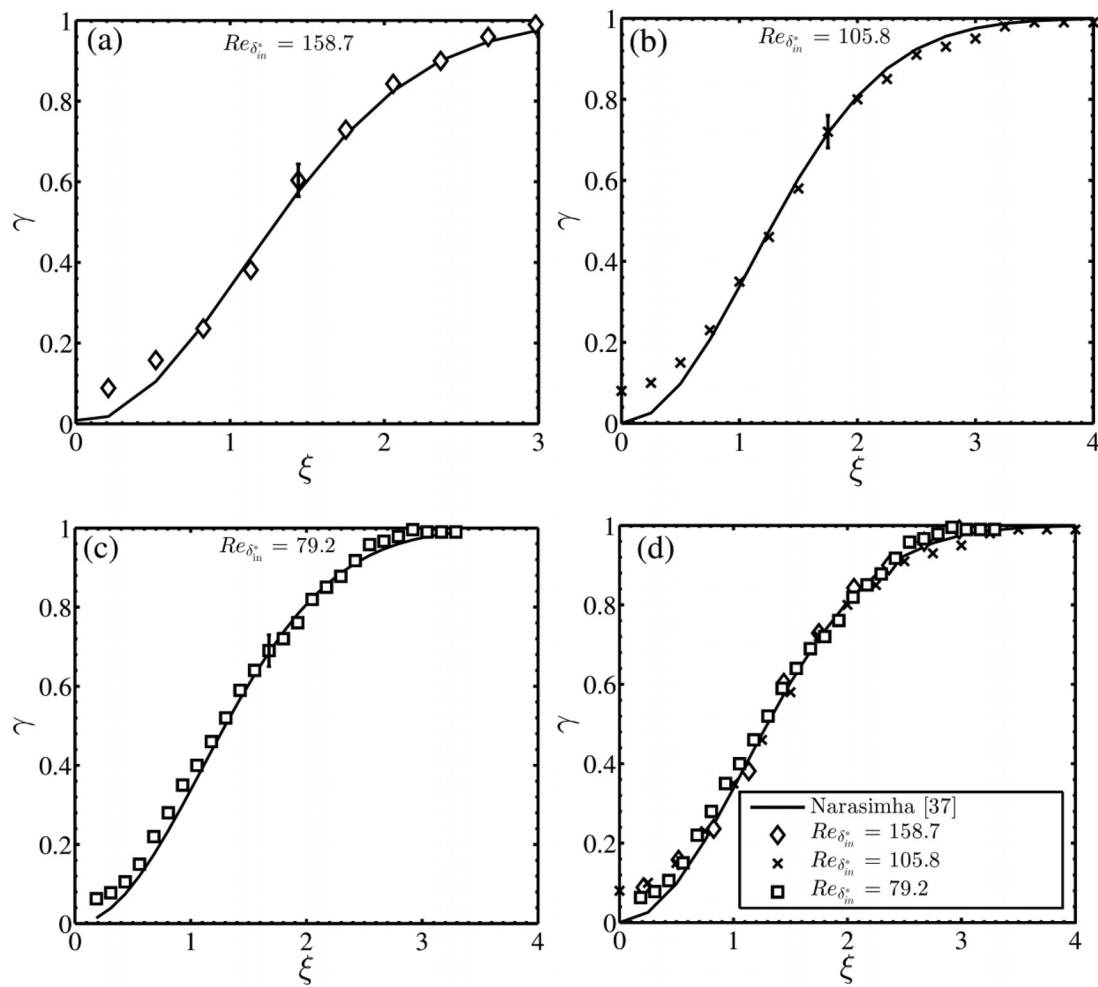 (a)
Re_{δ*_{in}} = 158.7
γ
1
0.8
0.6
0.4
0.2
0
0 1 2 3
ξ
(b)
Re_{δ*_{in}} = 105.8
γ
1
0.8
0.6
0.4
0.2
0
0 1 2 3 4
ξ
(c)
Re_{δ*_{in}} = 79.2
γ
1
0.8
0.6
0.4
0.2
0
0 1 2 3 4
ξ
(d)
γ
1
0.8
0.6
0.4
0.2
0
Narasimha [37]
Re_{δ*_{in}} = 158.7
Re_{δ*_{in}} = 105.8
Re_{δ*_{in}} = 79.2
0 1 2 3 4
ξ